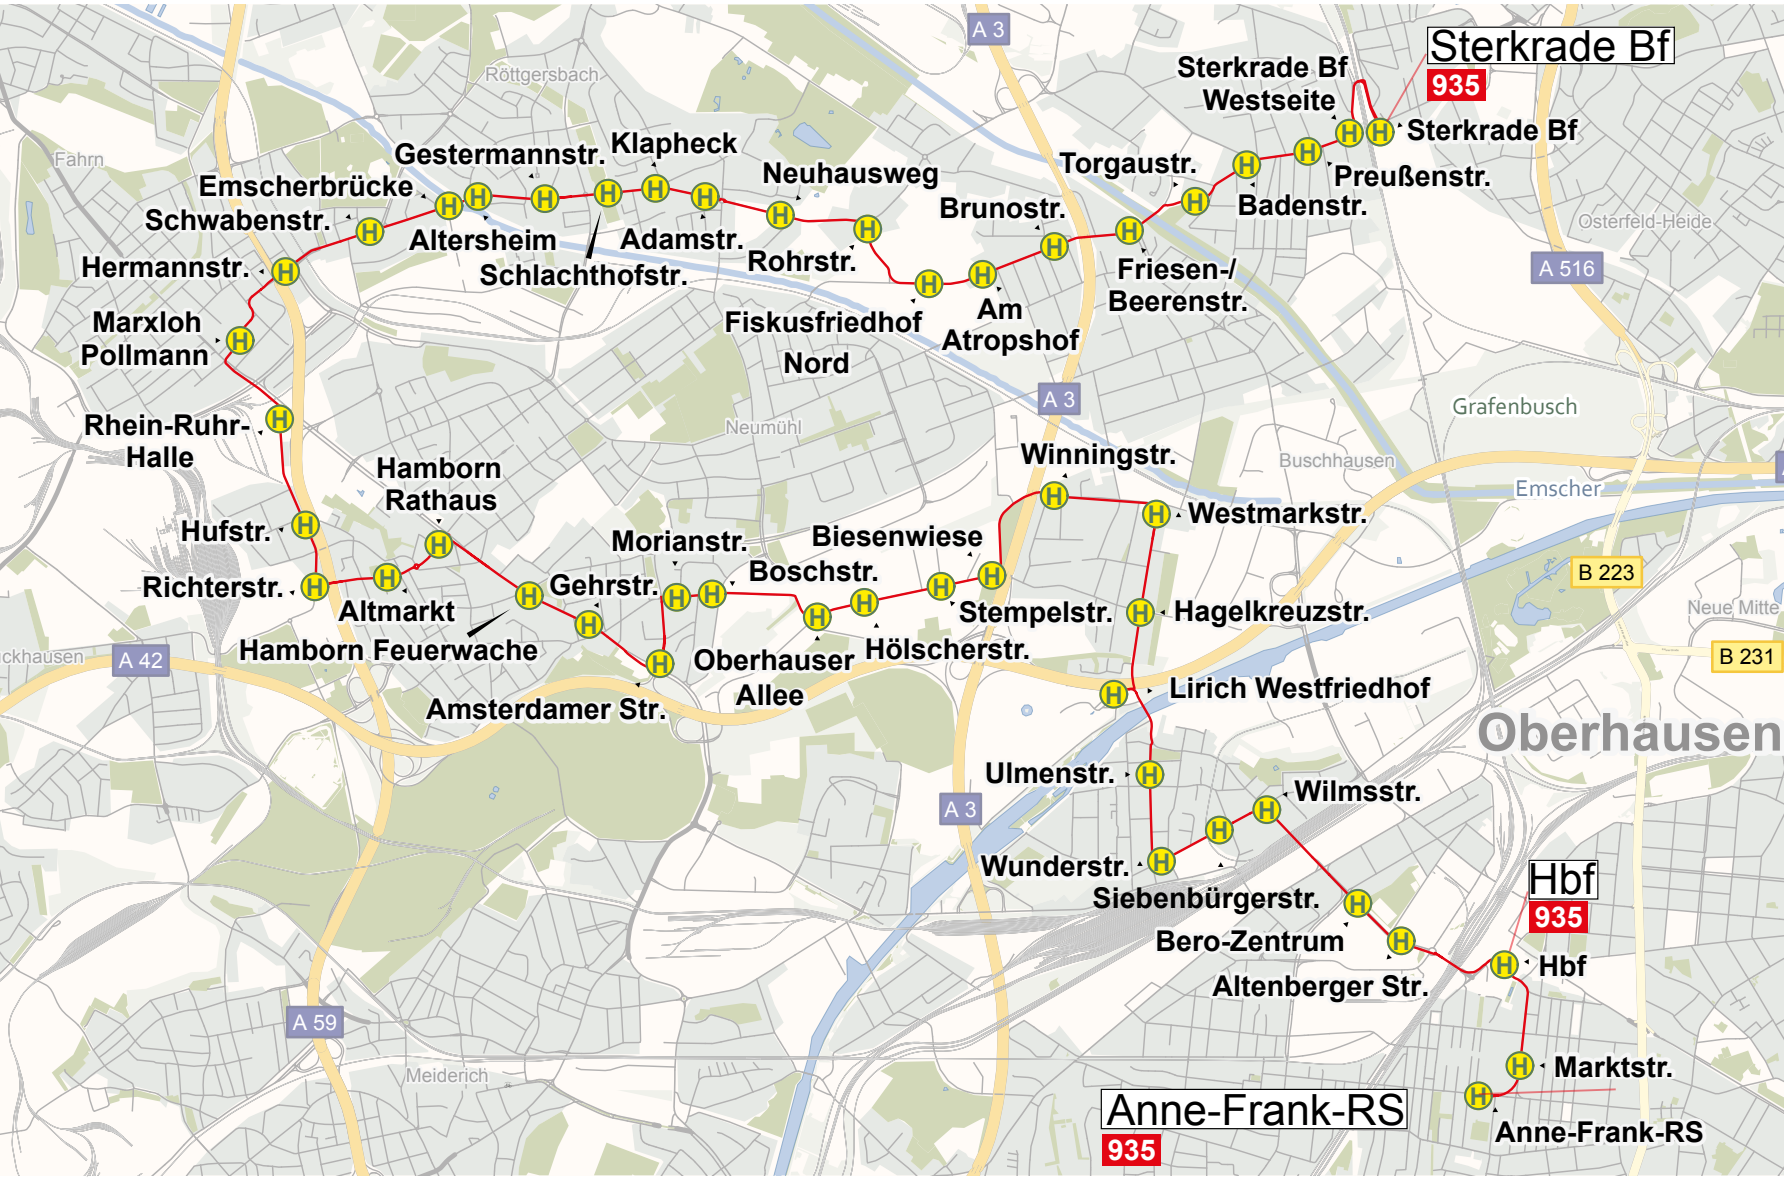 A 3
Sterkrade Bf
935
Sterkrade Bf
Westseite
Sterkrade Bf
Röttgersbach
Fahrn
Klapheck
Gestermannstr.
Neuhausweg
Torgaustr.
Preußenstr.
Emscherbrücke
Schwabenstr.
Brunostr.
Badenstr.
Osterfeld-Heide
Altersheim
Adamstr.
Rohrstr.
Schlachthofstr.
Hermannstr.
Friesen-/
Beerenstr.
A 516
Marxloh
Pollmann
Fiskusfriedhof
Nord
Am
Atropshof
A 3
Grafenbusch
Rhein-Ruhr-
Halle
Neumühl
Hamborn
Rathaus
Winningstr.
Buschhausen
Emscher
Hufstr.
Westmarkstr.
Morianstr.
Biesenwiese
Richterstr.
Gehrstr.
Boschstr.
B 223
Altmarkt
Stempelstr.
Hagelkreuzstr.
Neue Mitte
Hamborn Feuerwache
Oberhauser
Allee
Hölscherstr.
ckhausen
A 42
B 231
Amsterdamer Str.
Lirich Westfriedhof
Oberhausen
Ulmenstr.
Wilmsstr.
A 3
Wunderstr.
Siebenbürgerstr.
Hbf
935
Bero-Zentrum
Hbf
Altenberger Str.
A 59
Meiderich
Marktstr.
Anne-Frank-RS
935
Anne-Frank-RS